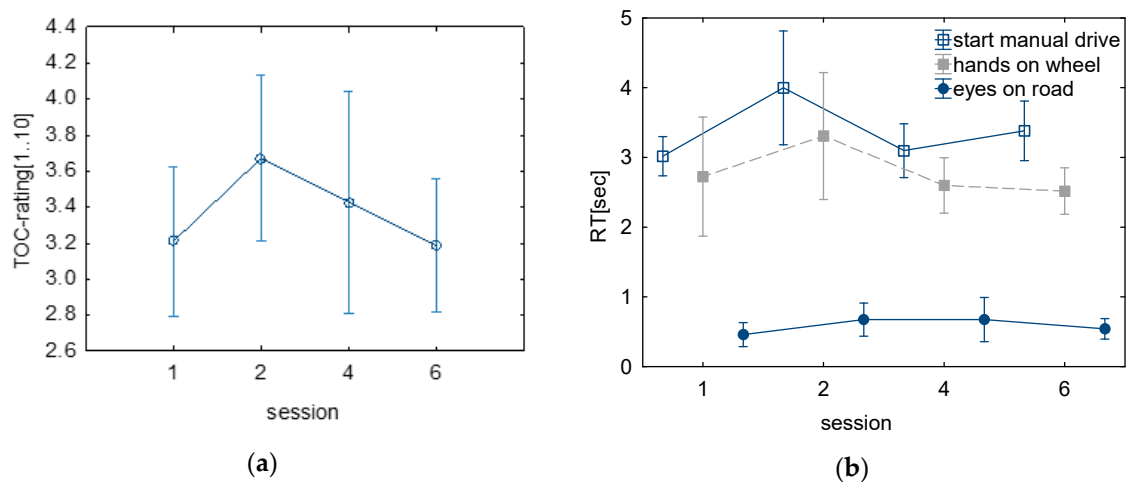 4.4
4.2
4.0
3.8
3.6
3.4
3.2
3.0
2.8
2.6
TOC-rating[1..10]
1 2 4 6
session
(a)
5
4
3
2
1
0
RT[sec]
start manual drive
hands on wheel
eyes on road
1 2 4 6
session
(b)